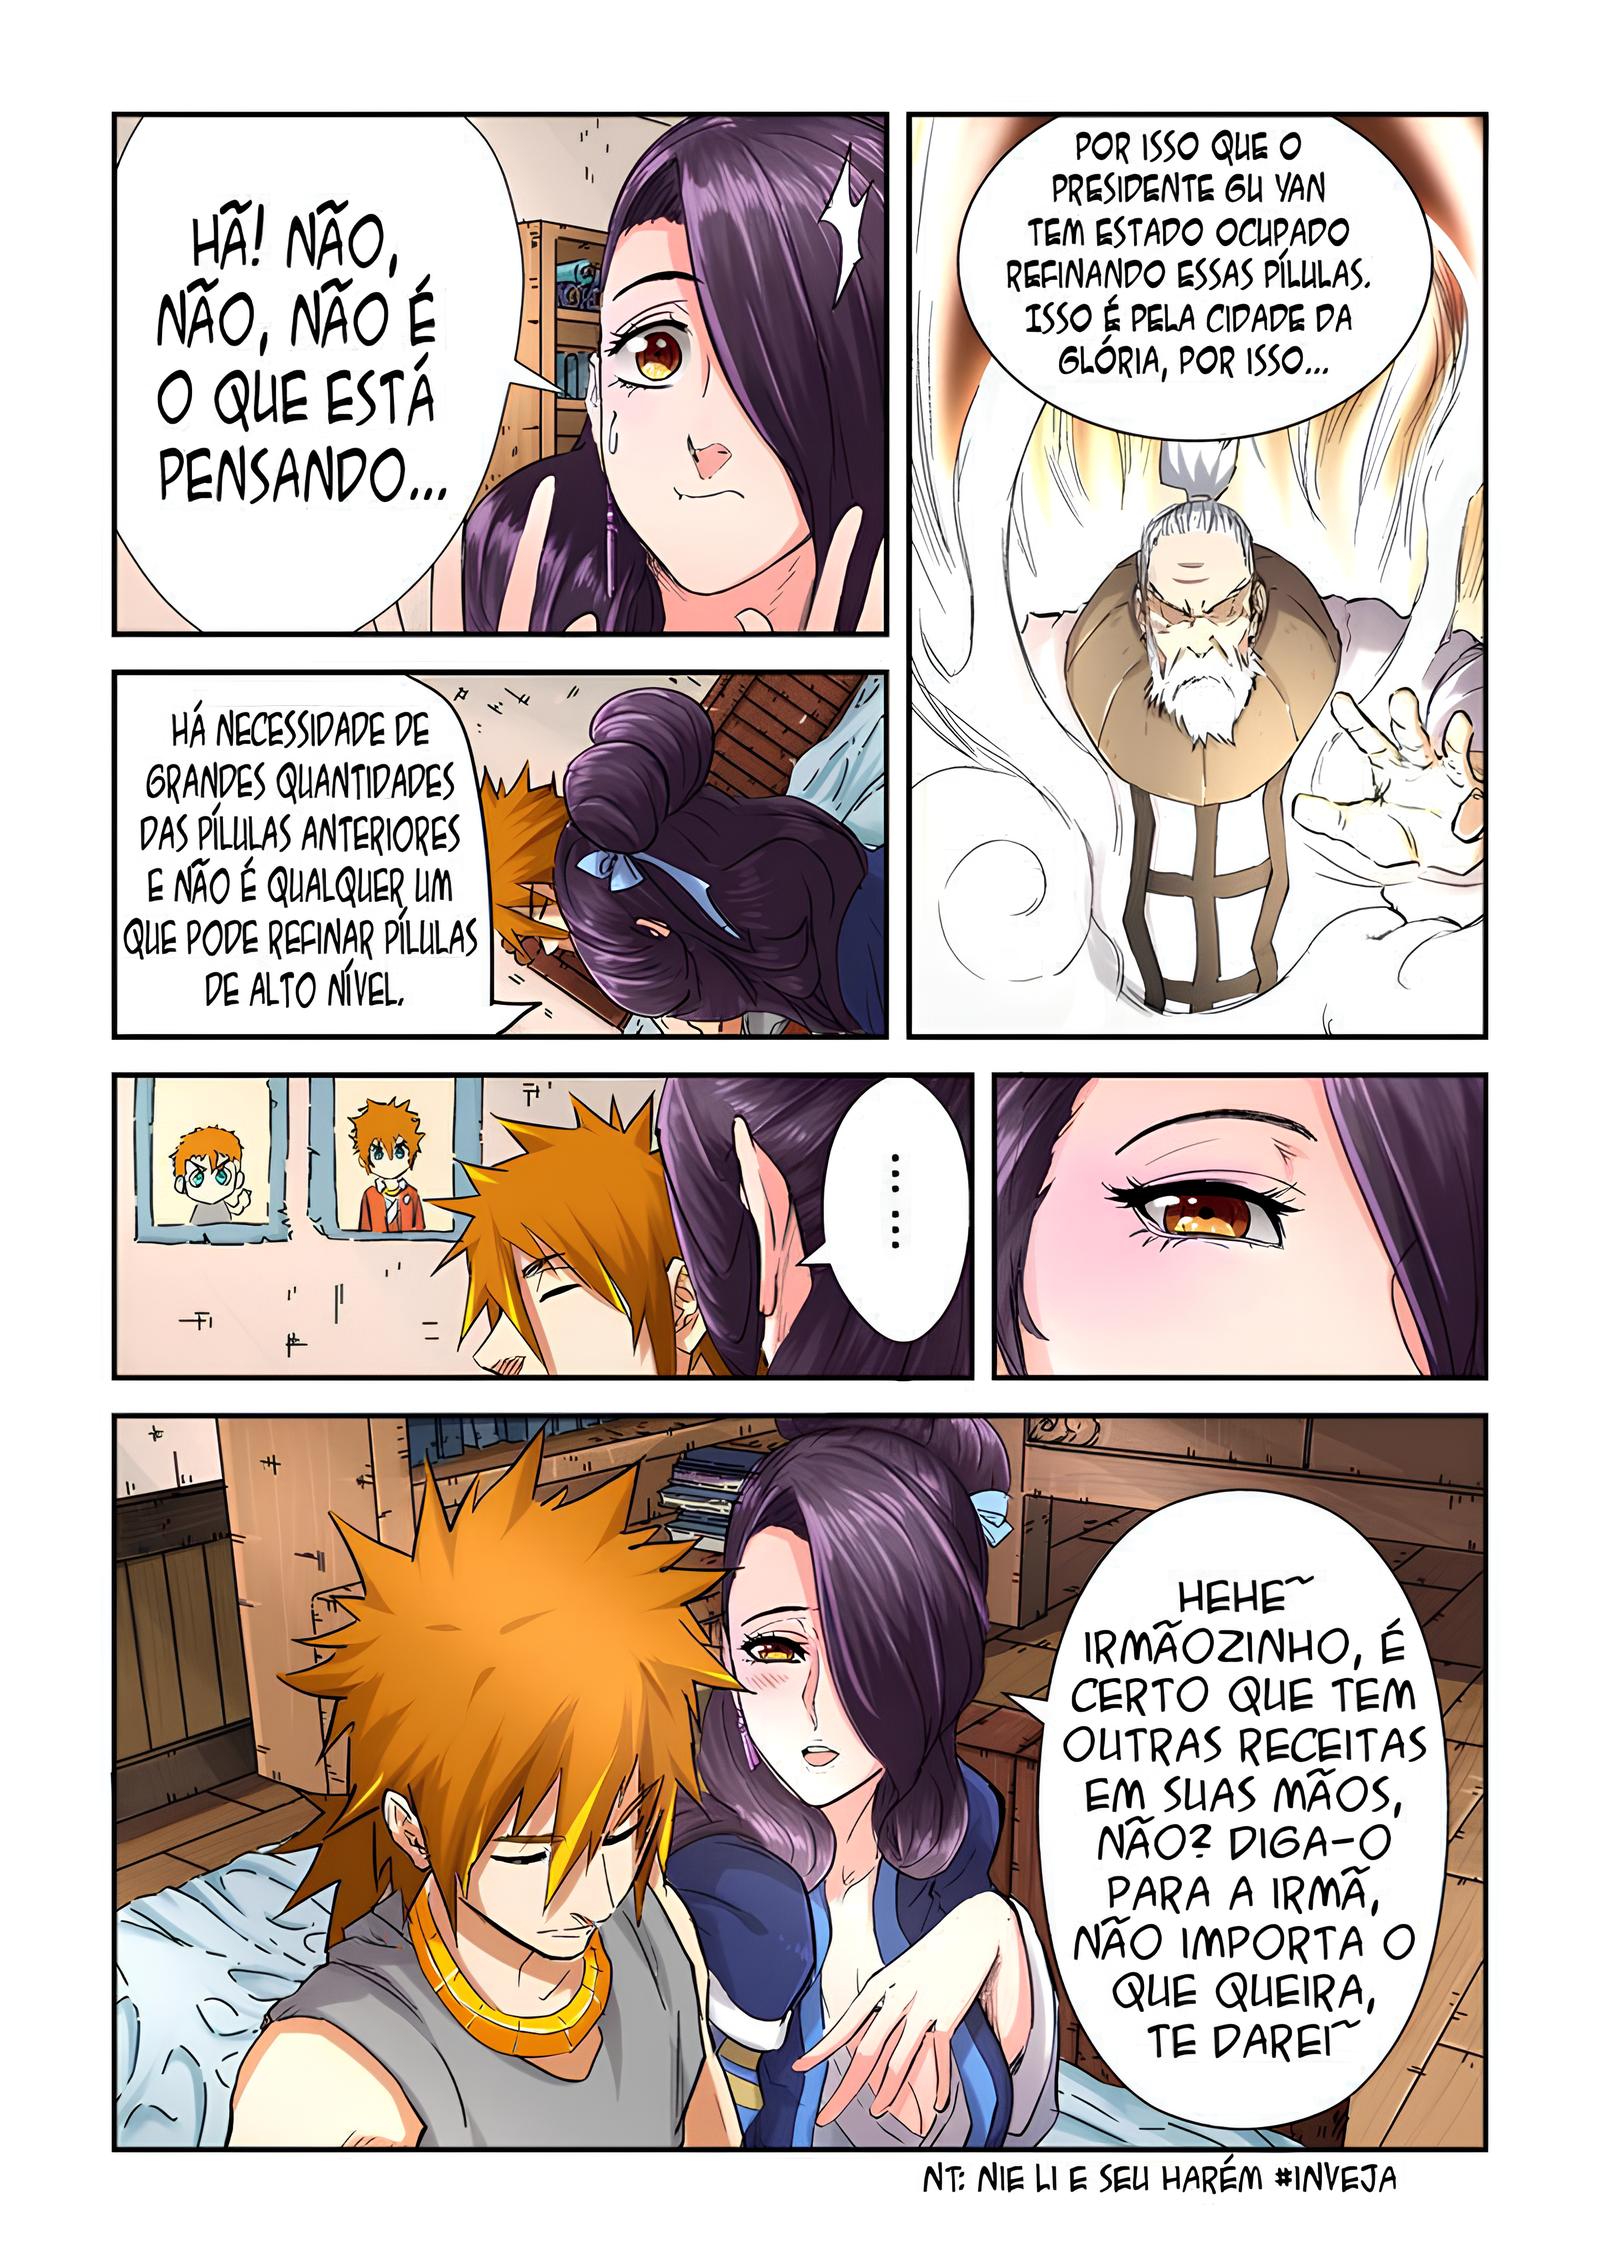 HÃ! NÃO,
NÃO, NÃO É
O QUE ESTÁ
PENSANDO...
POR ISSO QUE O
PRESIDENTE GU YAN
TEM ESTADO OCUPADO
REFINANDO ESSAS PÍLULAS.
ISSO É PELA CIDADE DA
GLÓRIA, POR ISSO...
HÁ NECESSIDADE DE
GRANDES QUANTIDADES
DAS PÍLULAS ANTERIORES
E NÃO É QUALQUER UM
QUE PODE REFINAR PÍLULAS
DE ALTO NÍVEL.
......
HEHE~
IRMÃOZINHO, É
CERTO QUE TEM
OUTRAS RECEITAS
EM SUAS MÃOS,
NÃO? DIGA-O
PARA A IRMÃ,
NÃO IMPORTA O
QUE QUEIRA,
TE DAREI~
NT: NIE LI E SEU HARÉM #INVEJA